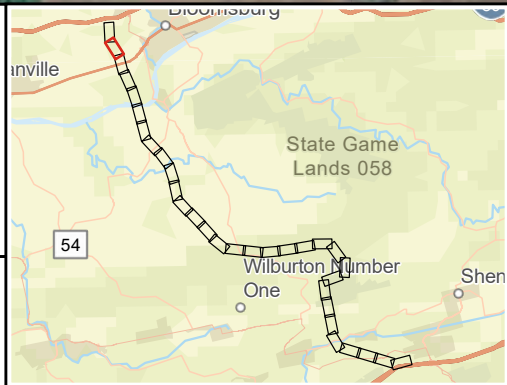 Bloomsburg
anville
State Game
Lands 058
54
Wilburton Number
One
Shen